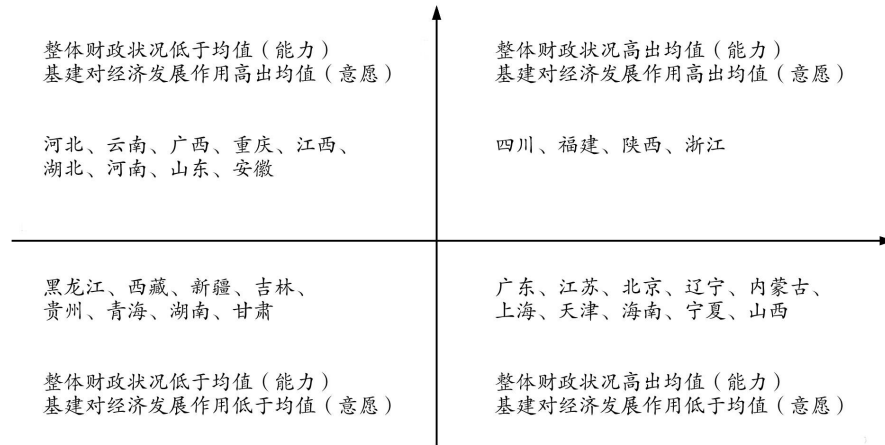 整体财政状况低于均值（能力）
基建对经济发展作用高出均值（意愿）
河北、云南、广西、重庆、江西、
湖北、河南、山东、安徽
整体财政状况高出均值（能力）
基建对经济发展作用高出均值（意愿）
四川、福建、陕西、浙江
黑龙江、西藏、新疆、吉林、
贵州、青海、湖南、甘肃
整体财政状况低于均值（能力）
基建对经济发展作用低于均值（意愿）
广东、江苏、北京、辽宁、内蒙古、
上海、天津、海南、宁夏、山西
整体财政状况高出均值（能力）
基建对经济发展作用低于均值（意愿）